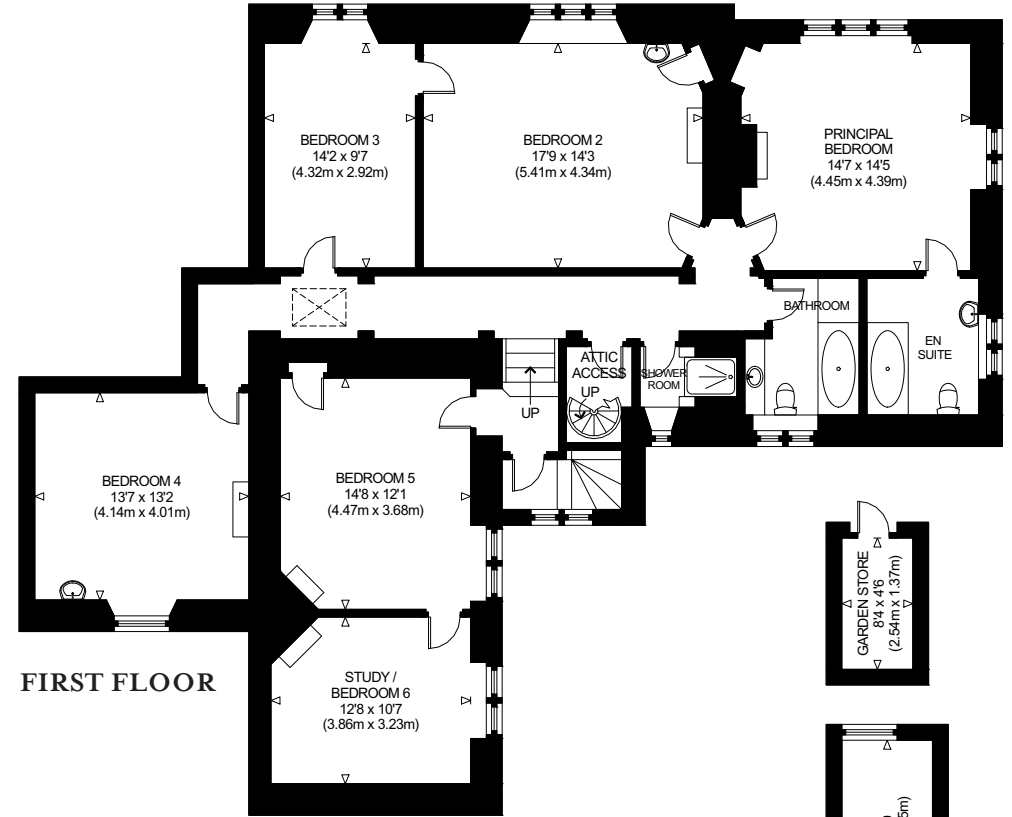 BEDROOM 3
14'2 x 9'7
(4.32m x 2.92m)
BEDROOM 2
17'9 x 14'3
(5.41m x 4.34m)
PRINCIPAL
BEDROOM
14'7 x 14'5
(4.45m x 4.39m)
BATHROOM
EN
SUITE
ATTIC
ACCESS
UP
SHOWER
ROOM
UP
BEDROOM 4
13'7 x 13'2
(4.14m x 4.01m)
BEDROOM 5
14'8 x 12'1
(4.47m x 3.68m)
GARDEN STORE
8'4 x 4'6
(2.54m x 1.37m)
FIRST FLOOR
STUDY /
BEDROOM 6
12'8 x 10'7
(3.86m x 3.23m)
5m)